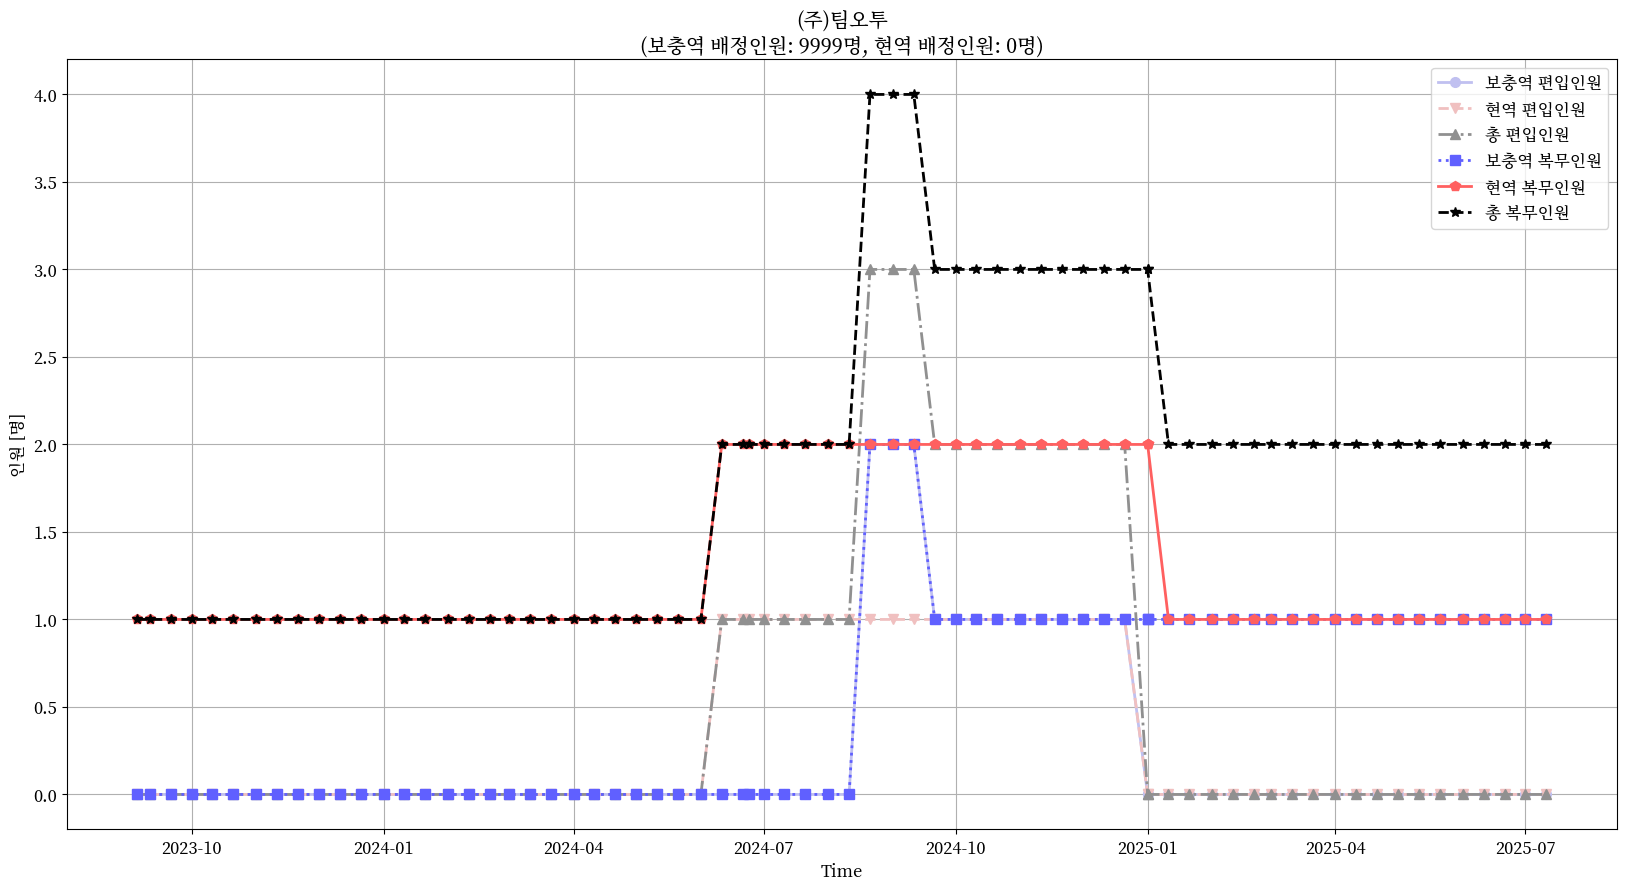 (주)팀오투
(보충역 배정인원: 9999명, 현역 배정인원: 0명)
보충역 편입인원
현역 편입인원
총 편입인원
보충역 복무인원
현역 복무인원
총 복무인원
인원 [명]
4.0
3.5
3.0
2.5
2.0
1.5
1.0
0.5
0.0
2023-10
2024-01
2024-04
2024-07
2024-10
2025-01
2025-04
2025-07
Time